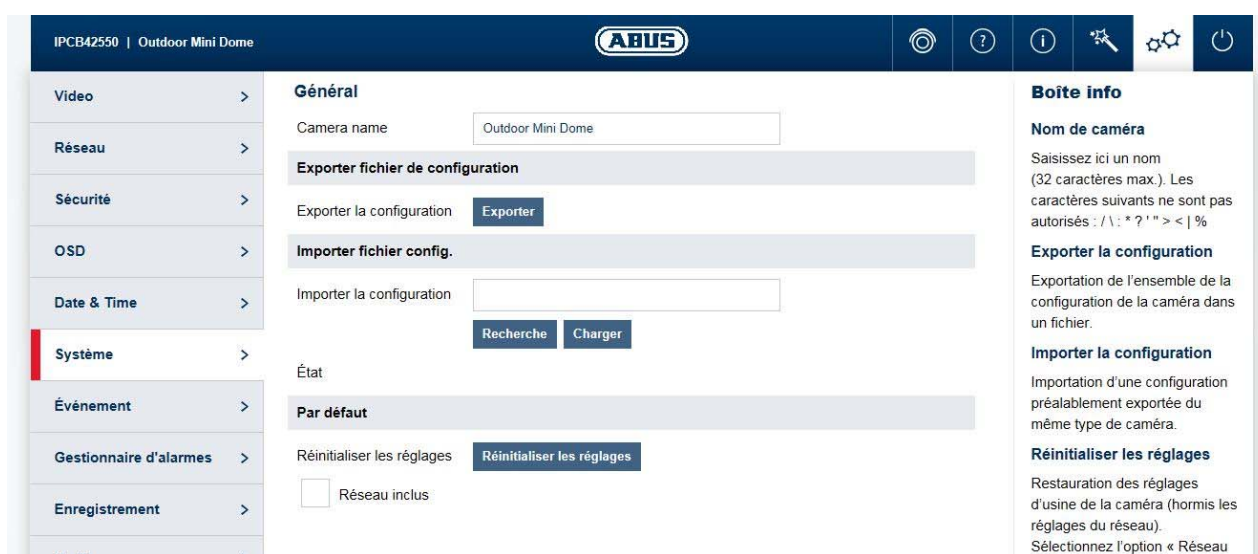 IPCB42550 | Outdoor Mini Dome
ABUS
?
i
Video
Réseau
Sécurité
OSD
Date & Time
Système
Événement
Gestionnaire d'alarmes
Enregistrement
Général
Camera name
Outdoor Mini Dome
Exporter fichier de configuration
Exporter la configuration
Exporter
Importer fichier config.
Importer la configuration
Recherche
Charger
État
Par défaut
Réinitialiser les réglages
Réinitialiser les réglages
Réseau inclus
Boîte info
Nom de caméra
Saisissez ici un nom
(32 caractères max.). Les
caractères suivants ne sont pas
autorisés : / \ : * ? ' " > < | %
Exporter la configuration
Exportation de l'ensemble de la
configuration de la caméra dans
un fichier.
Importer la configuration
Importation d'une configuration
préalablement exportée du
même type de caméra.
Réinitialiser les réglages
Restauration des réglages
d'usine de la caméra (hormis les
réglages du réseau).
Sélectionnez l'option « Réseau